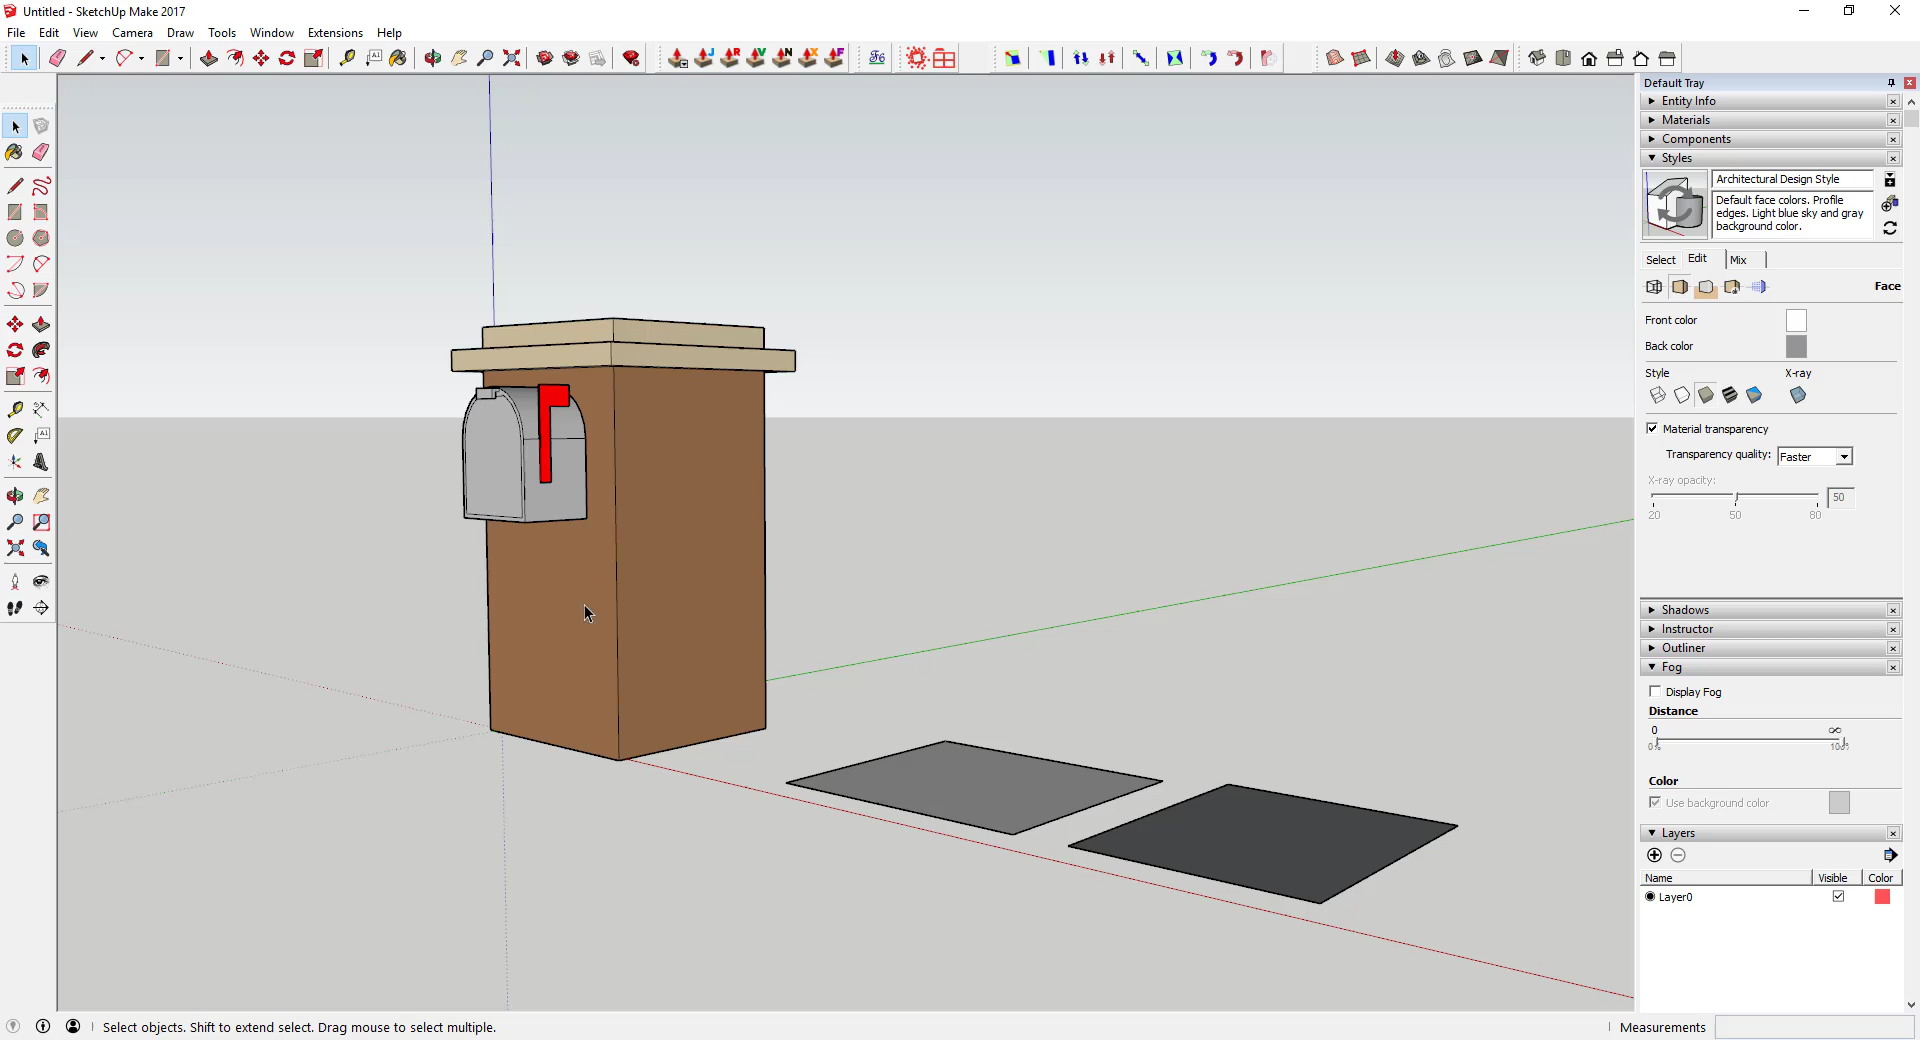 Untitled - SketchUp Make 2017
File Edit View Camera Draw Tools Window Extensions Help
Default Tray
Entity Info
Materials
Components
Styles
Architectural Design Style
Default face colors. Profile
edges. Light blue sky and gray
background color.
Select Edit Mix
Face
Front color
Back color
Style X-ray
Material transparency
Transparency quality: Faster
X-ray opacity:
50
20 50 80
Shadows
Instructor
Outliner
Fog
Display Fog
Distance
0 ∞
0% 100%
Color
Use background color
Layers
Name Visible Color
Layer0
Select objects. Shift to extend select. Drag mouse to select multiple.
Measurements